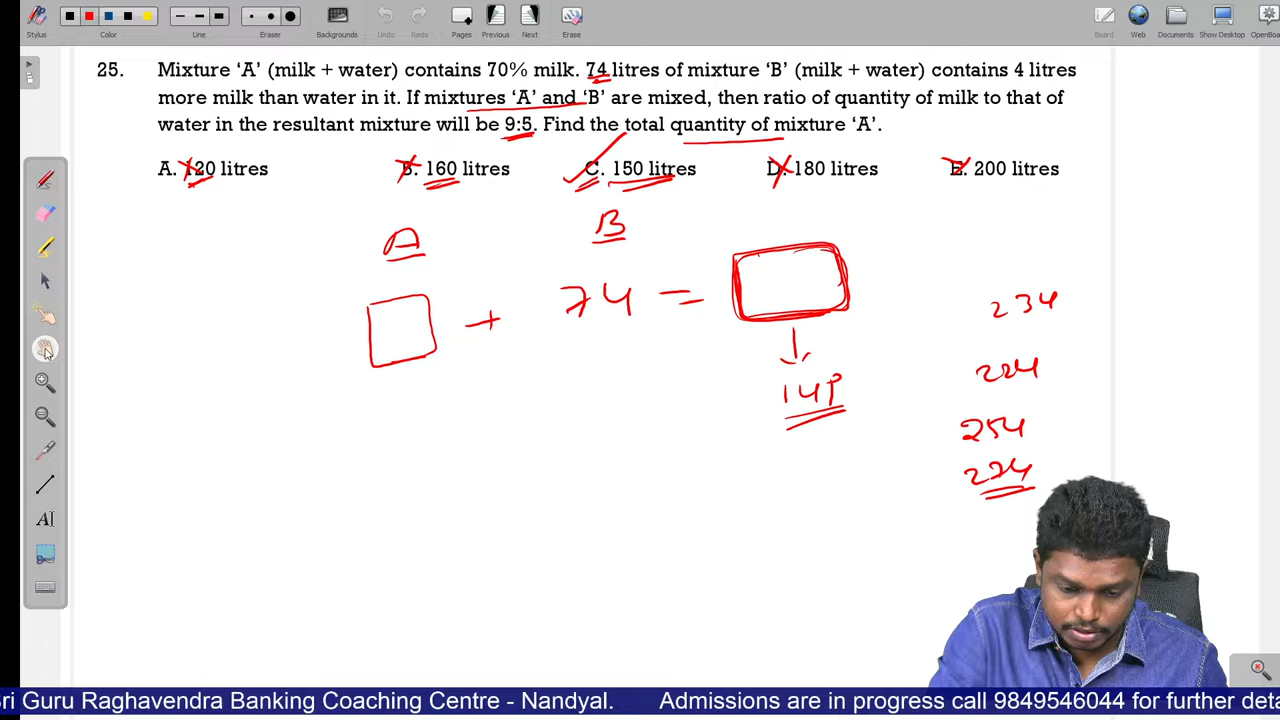 Stylus
Color
Line
Eraser
Backgrounds
Undo
Redo
Pages
Previous
Next
Erase
Board
Web
Documents
Show Desktop
OpenBoa
25. Mixture ‘A’ (milk + water) contains 70% milk. 74 litres of mixture ‘B’ (milk + water) contains 4 litres
more milk than water in it. If mixtures ‘A’ and ‘B’ are mixed, then ratio of quantity of milk to that of
water in the resultant mixture will be 9:5. Find the total quantity of mixture ‘A’.
A. 120 litres B. 160 litres C. 150 litres D. 180 litres E. 200 litres
A B
+ 74 =
14P
234
224
254
274
Sri Guru Raghavendra Banking Coaching Centre - Nandyal. Admissions are in progress call 9849546044 for further deta